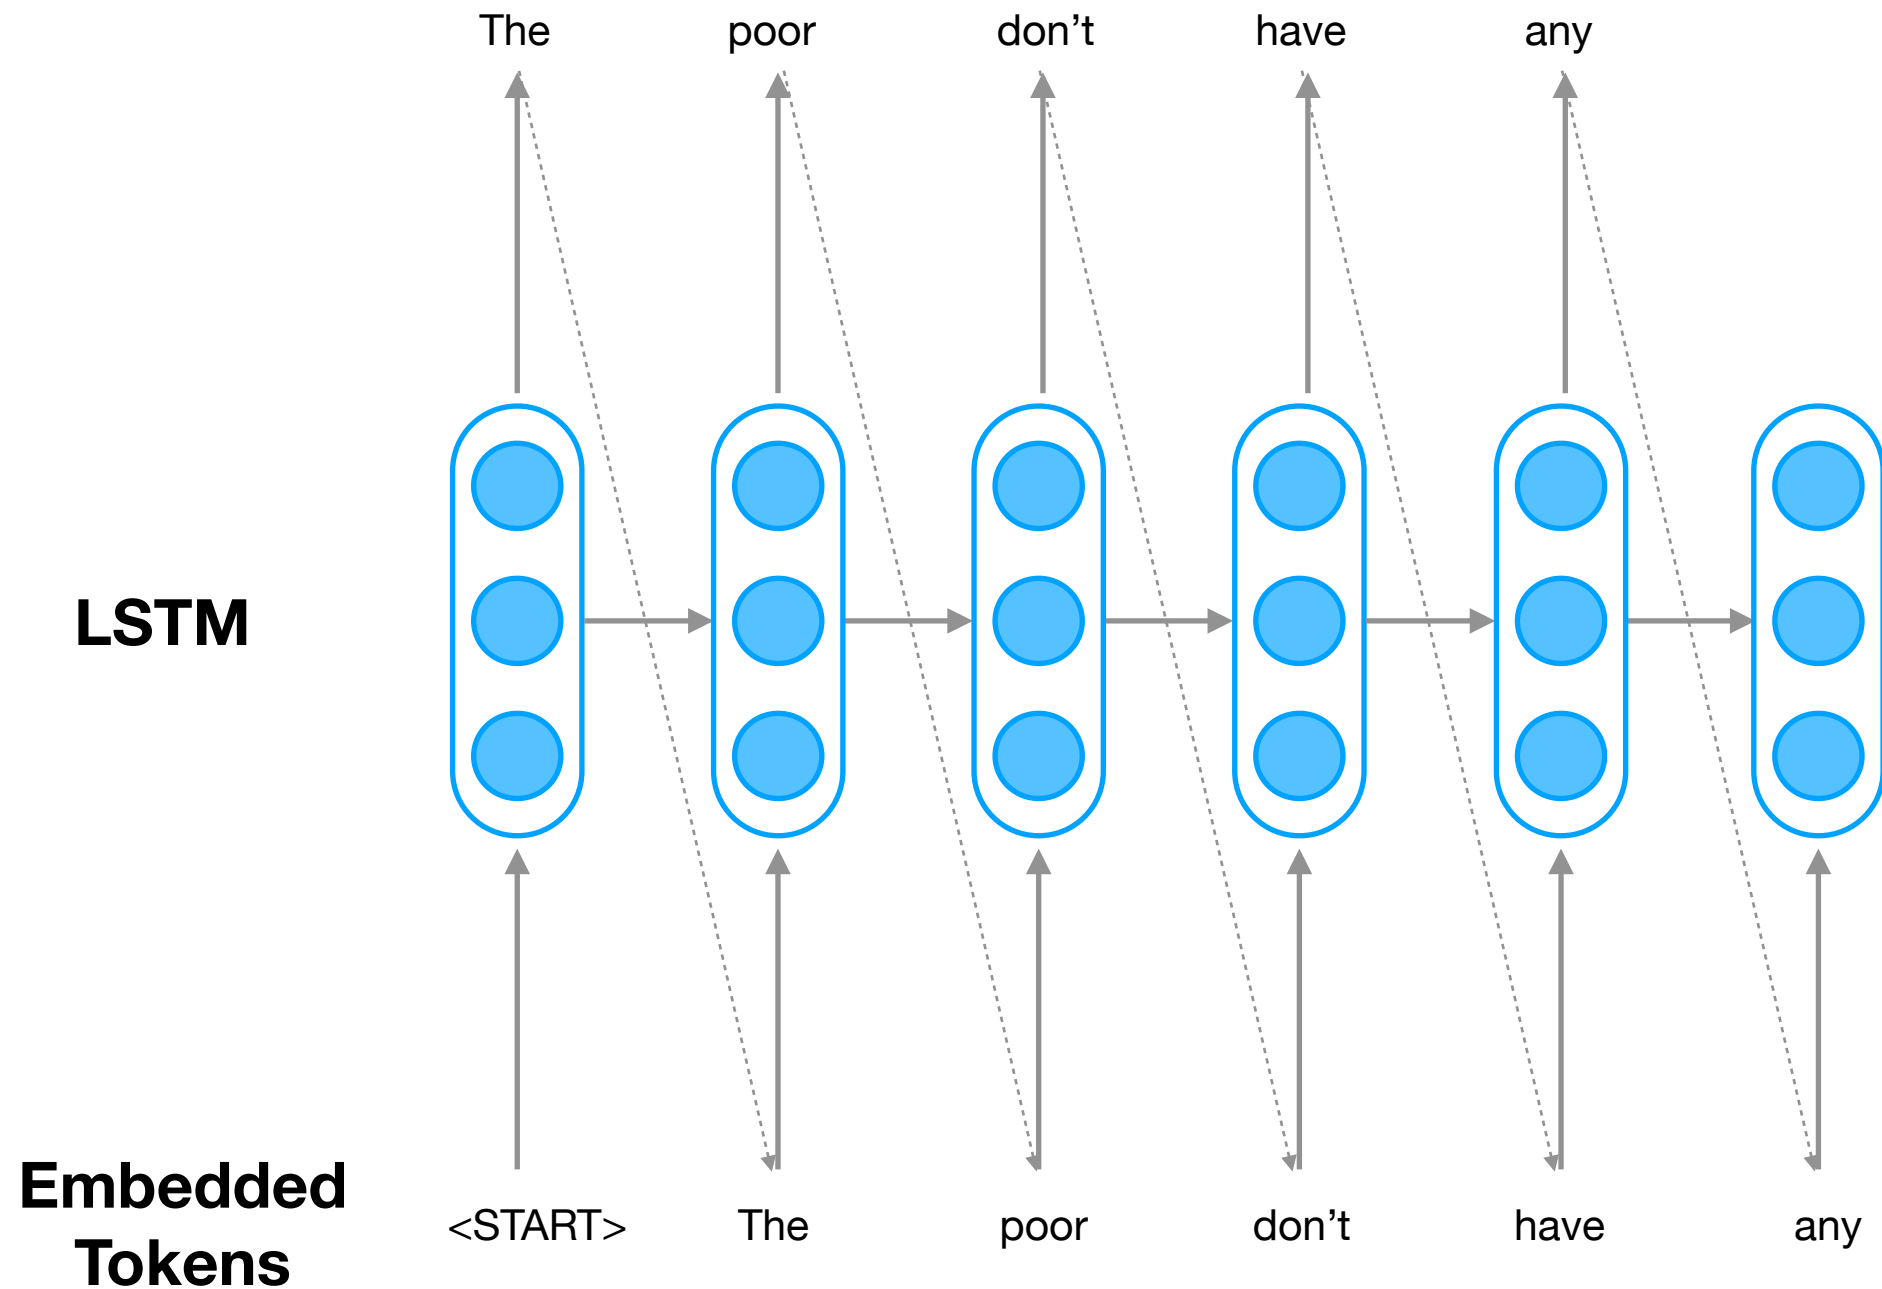 The poor don’t have any
LSTM
Embedded
Tokens
<START> The poor don’t have any